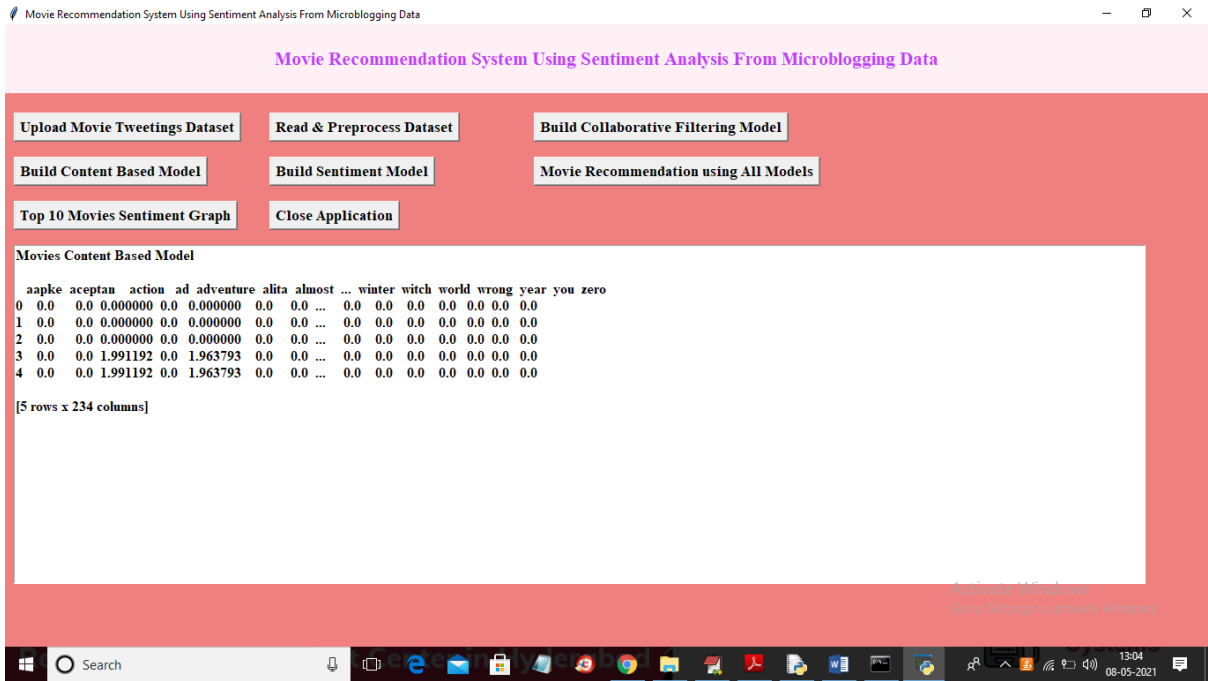 Movie Recommendation System Using Sentiment Analysis From Microblogging Data
Movie Recommendation System Using Sentiment Analysis From Microblogging Data
Upload Movie Tweetings Dataset Read & Preprocess Dataset Build Collaborative Filtering Model
Build Content Based Model Build Sentiment Model Movie Recommendation using All Models
Top 10 Movies Sentiment Graph Close Application
Movies Content Based Model
aapke aceptan action ad adventure alita almost ... winter witch world wrong year you zero
0 0.0 0.0 0.000000 0.0 0.000000 0.0 0.0 ... 0.0 0.0 0.0 0.0 0.0 0.0 0.0
1 0.0 0.0 0.000000 0.0 0.000000 0.0 0.0 ... 0.0 0.0 0.0 0.0 0.0 0.0 0.0
2 0.0 0.0 0.000000 0.0 0.000000 0.0 0.0 ... 0.0 0.0 0.0 0.0 0.0 0.0 0.0
3 0.0 0.0 1.991192 0.0 1.963793 0.0 0.0 ... 0.0 0.0 0.0 0.0 0.0 0.0 0.0
4 0.0 0.0 1.991192 0.0 1.963793 0.0 0.0 ... 0.0 0.0 0.0 0.0 0.0 0.0 0.0
[5 rows x 234 columns]
Activate Windows
Go to Settings to activate Windows.
Search
13:04
08-05-2021